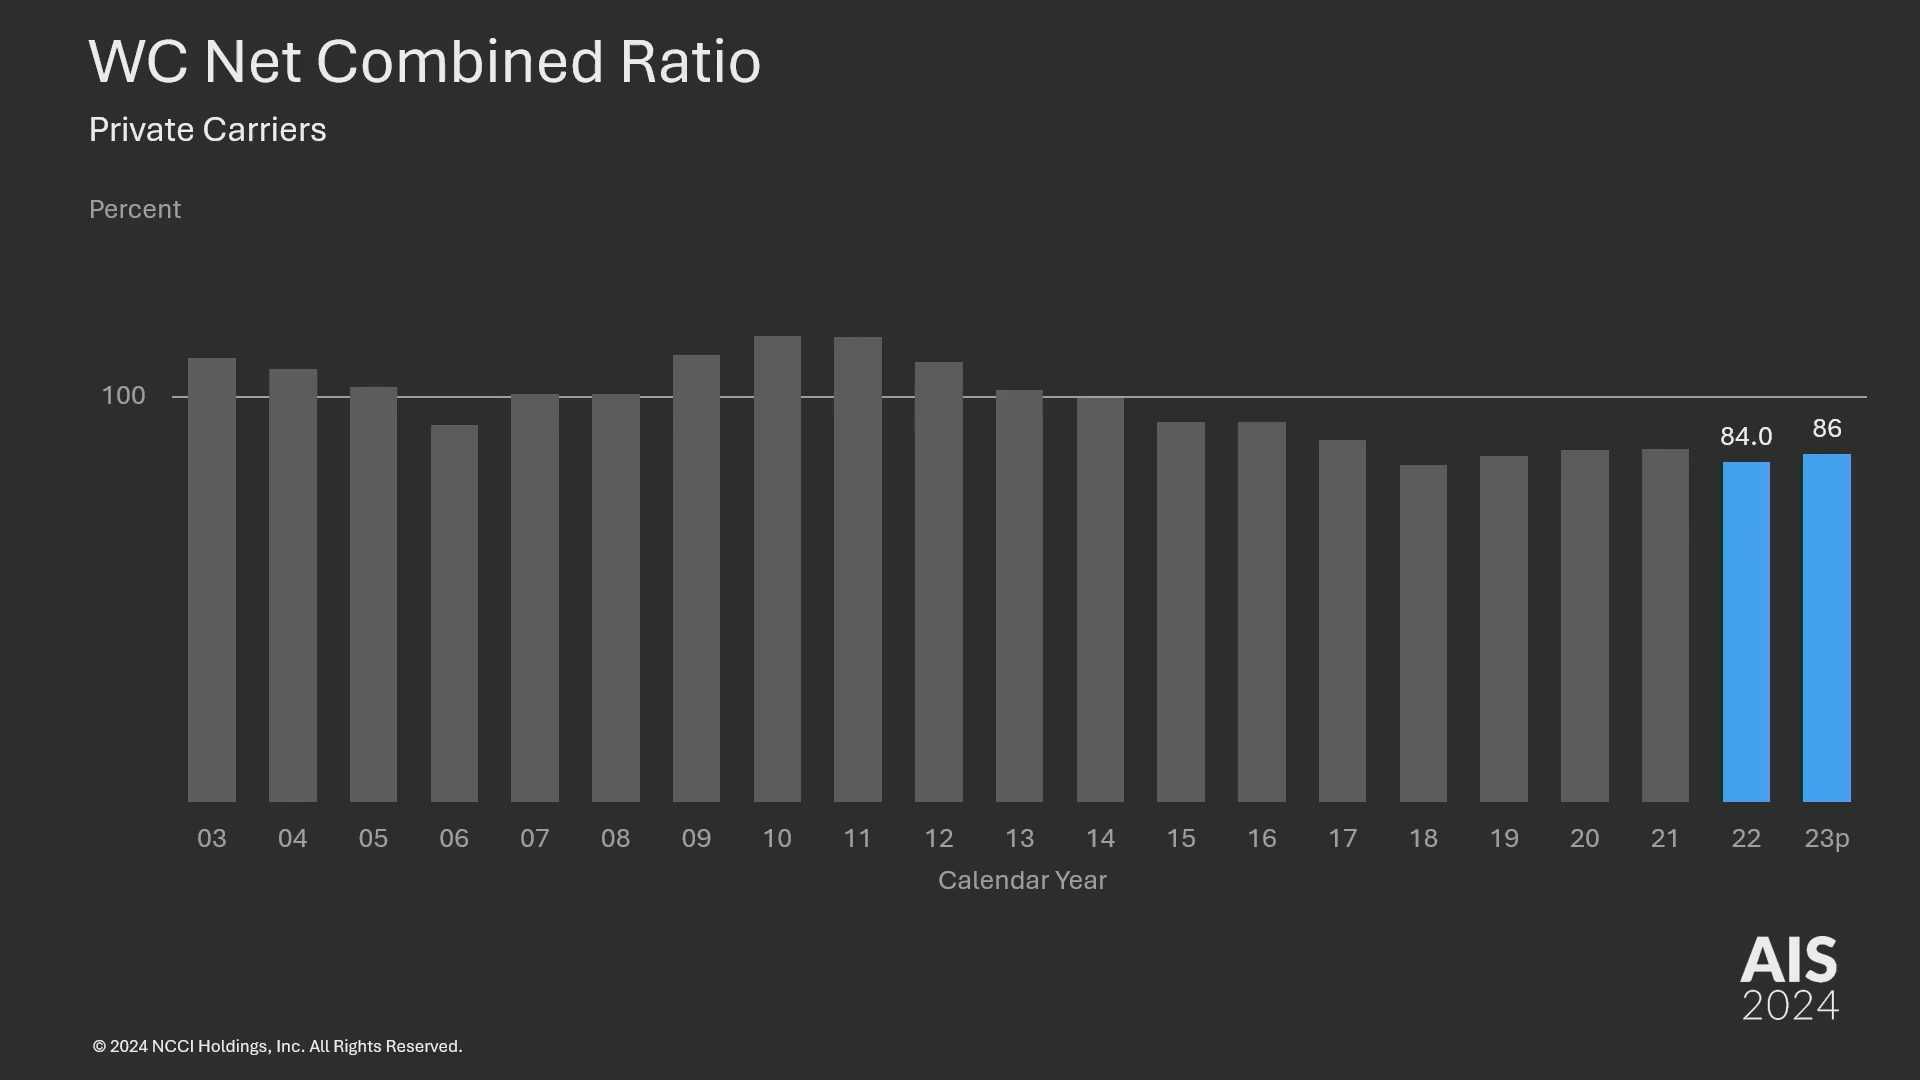 WC Net Combined Ratio
Private Carriers
Percent
100
84.0
86
03 04 05 06 07 08 09 10 11 12 13 14 15 16 17 18 19 20 21 22 23p
Calendar Year
AIS
2024
© 2024 NCCI Holdings, Inc. All Rights Reserved.